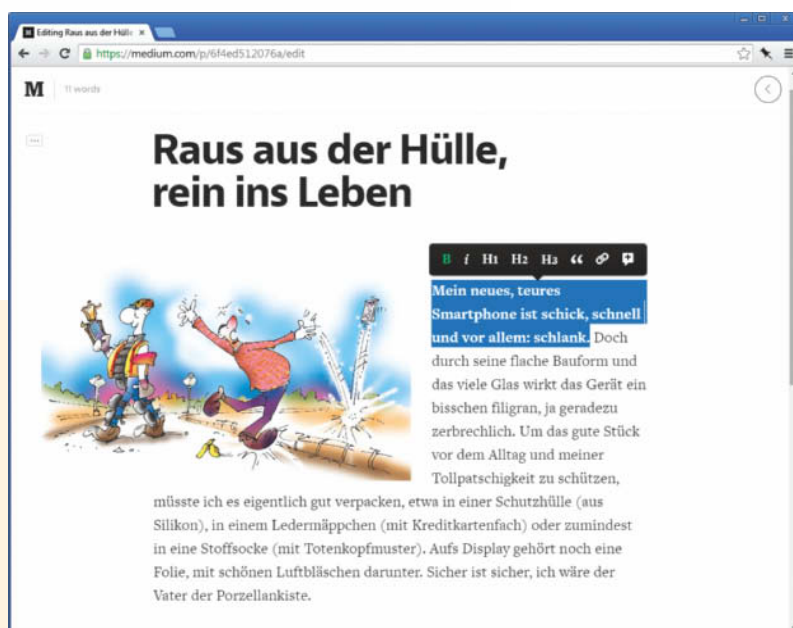 Editing Raus aus der Hülle
https://medium.com/p/6f4ed512076a/edit
M
11 words
Raus aus der Hülle,
rein ins Leben
B i H1 H2 H3 “
Mein neues, teures
Smartphone ist schick, schnell
und vor allem: schlank. Doch
durch seine flache Bauform und
das viele Glas wirkt das Gerät ein
bisschen filigran, ja geradezu
zerbrechlich. Um das gute Stück
vor dem Alltag und meiner
Tollpatschigkeit zu schützen,
müsste ich es eigentlich gut verpacken, etwa in einer Schutzhülle (aus
Silikon), in einem Ledermäppchen (mit Kreditkartenfach) oder zumindest
in eine Stoffsocke (mit Totenkopfmuster). Aufs Display gehört noch eine
Folie, mit schönen Luftbläschen darunter. Sicher ist sicher, ich wäre der
Vater der Porzellankiste.